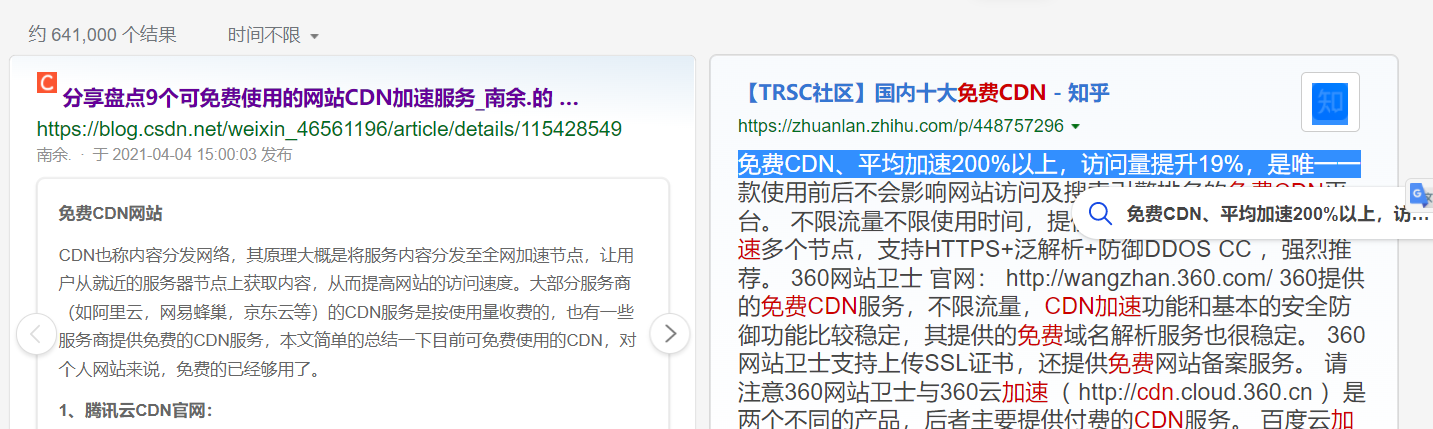 约 641,000 个结果 时间不限
C
分享盘点9个可免费使用的网站CDN加速服务_南余.的 ...
https://blog.csdn.net/weixin_46561196/article/details/115428549
南余. · 于 2021-04-04 15:00:03 发布
免费CDN网站
CDN也称内容分发网络，其原理大概是将服务内容分发至全网加速节点，让用
户从就近的服务器节点上获取内容，从而提高网站的访问速度。大部分服务商
（如阿里云，网易蜂巢，京东云等）的CDN服务是按使用量收费的，也有一些
服务商提供免费的CDN服务，本文简单的总结一下目前可免费使用的CDN，对
个人网站来说，免费的已经够用了。
1、腾讯云CDN官网：
【TRSC社区】国内十大免费CDN - 知乎
知
https://zhuanlan.zhihu.com/p/448757296
免费CDN、平均加速200%以上，访问量提升19%，是唯一一
款使用前后不会影响网站访问及搜索引擎排名的免费CDN平
台。 不限流量不限使用时间，提
免费CDN、平均加速200%以上，访...
速多个节点，支持HTTPS+泛解析+防御DDOS CC ，强烈推
荐。 360网站卫士 官网： http://wangzhan.360.com/ 360提供
的免费CDN服务，不限流量，CDN加速功能和基本的安全防
御功能比较稳定，其提供的免费域名解析服务也很稳定。 360
网站卫士支持上传SSL证书，还提供免费网站备案服务。 请
注意360网站卫士与360云加速（ http://cdn.cloud.360.cn ）是
两个不同的产品，后者主要提供付费的CDN服务。 百度云加